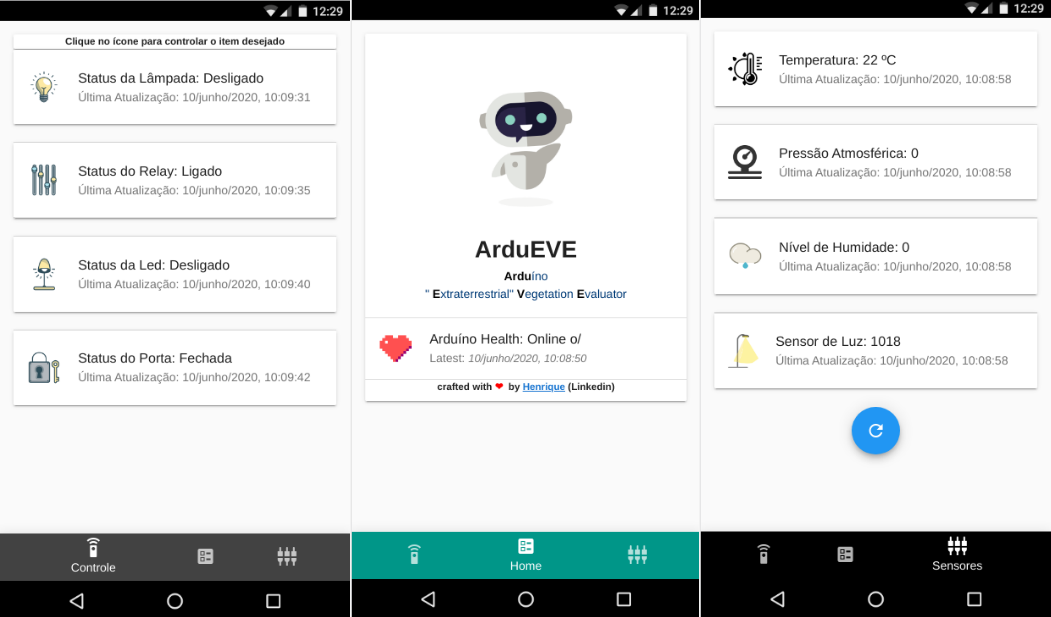 12:29
Clique no ícone para controlar o item desejado
Status da Lâmpada: Desligado
Última Atualização: 10/junho/2020, 10:09:31
Status do Relay: Ligado
Última Atualização: 10/junho/2020, 10:09:35
Status da Led: Desligado
Última Atualização: 10/junho/2020, 10:09:40
Status do Porta: Fechada
Última Atualização: 10/junho/2020, 10:09:42
Controle
12:29
ArduEVE
Arduíno
" Extraterrestrial" Vegetation Evaluator
Arduíno Health: Online o/
Latest: 10/junho/2020, 10:08:50
crafted with ❤ by Henrique (Linkedin)
Home
12:29
Temperatura: 22 ºC
Última Atualização: 10/junho/2020, 10:08:58
Pressão Atmosférica: 0
Última Atualização: 10/junho/2020, 10:08:58
Nível de Humidade: 0
Última Atualização: 10/junho/2020, 10:08:58
Sensor de Luz: 1018
Última Atualização: 10/junho/2020, 10:08:58
Sensores